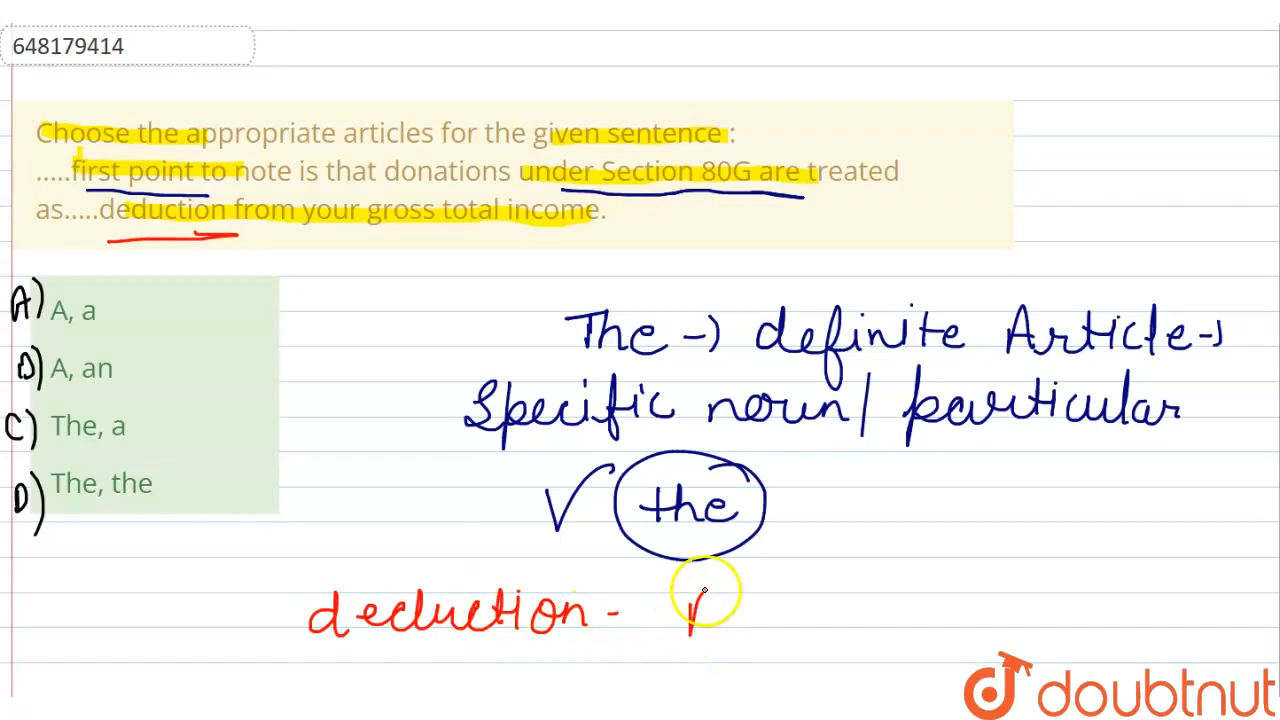 648179414
Choose the appropriate articles for the given sentence :
.....first point to note is that donations under Section 80G are treated
as.....deduction from your gross total income.
A) A, a
B) A, an
C) The, a
D) The, the
The → definite Article→
Specific noun/ particular
✓ the
deduction -
doubtnut